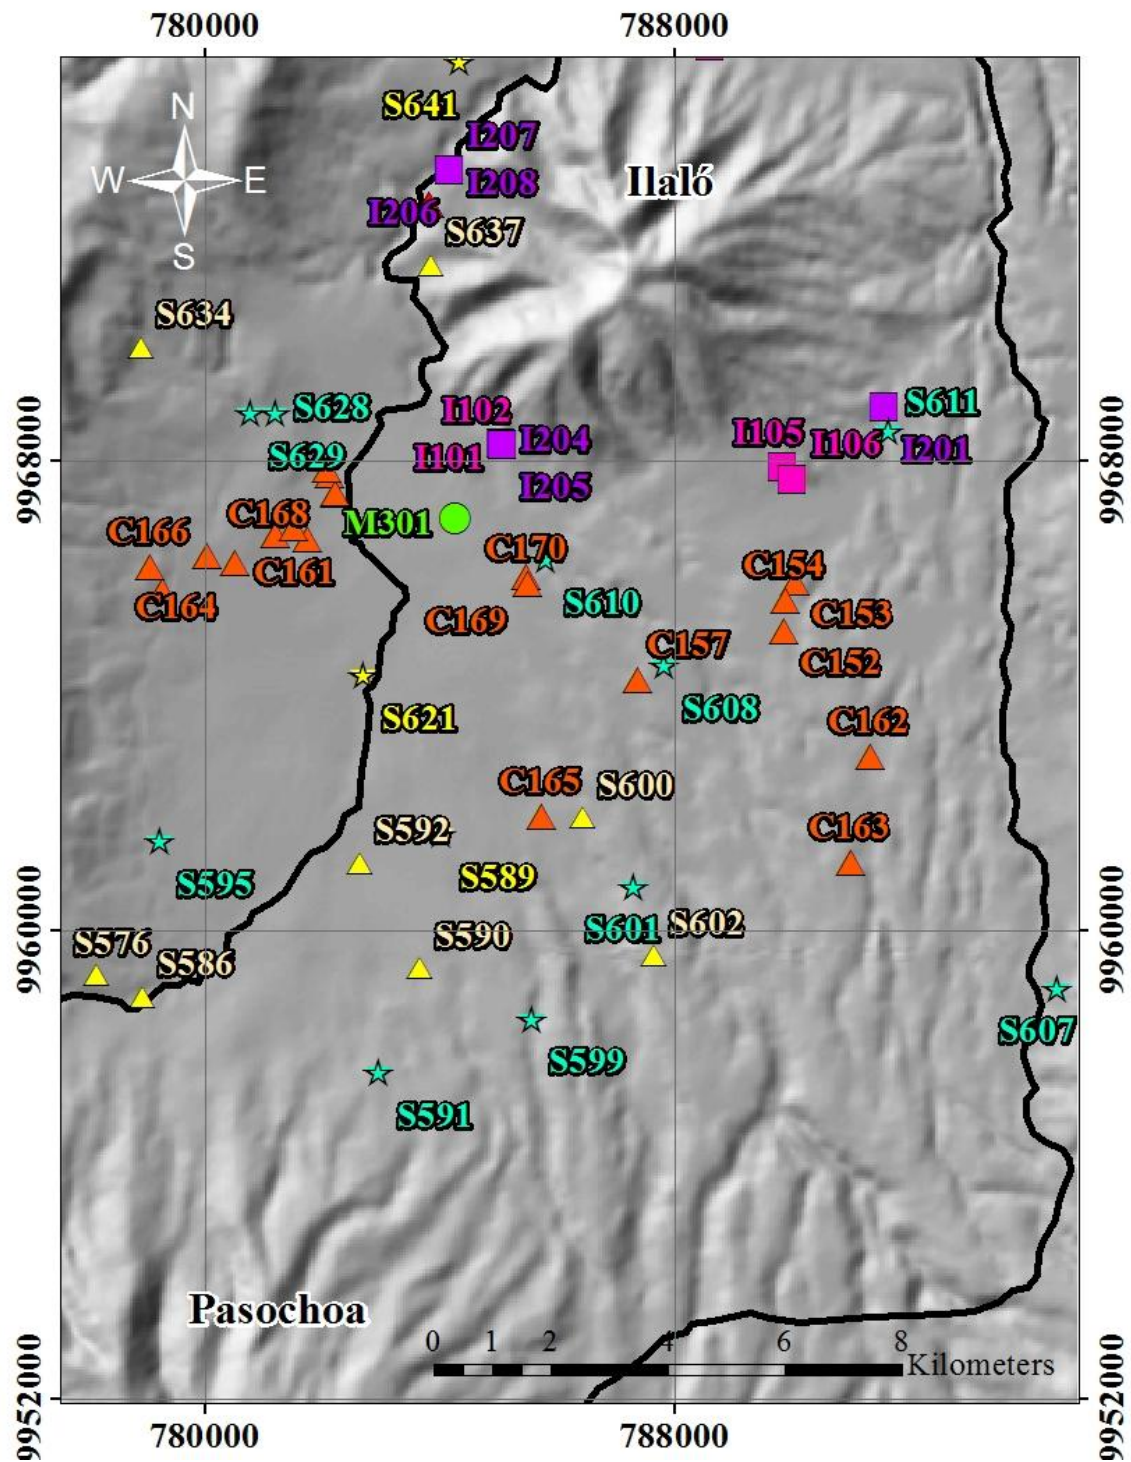 780000
788000
S641
I207
N
Ilaló
W
E
I208
I206
S637
S
S634
I102
S628
S611
I204
I105
I106
I201
9968000
9968000
S629
I101
I205
C168
M301
C166
C170
C161
C154
C164
C169
S610
C153
C157
C152
S608
S621
C162
C165
S600
S592
C163
S589
S595
9960000
9960000
S590
S601
S602
S576
S586
S607
S599
S591
Pasochoa
0 1 2 4 6 8
Kilometers
9952000
9952000
780000
788000